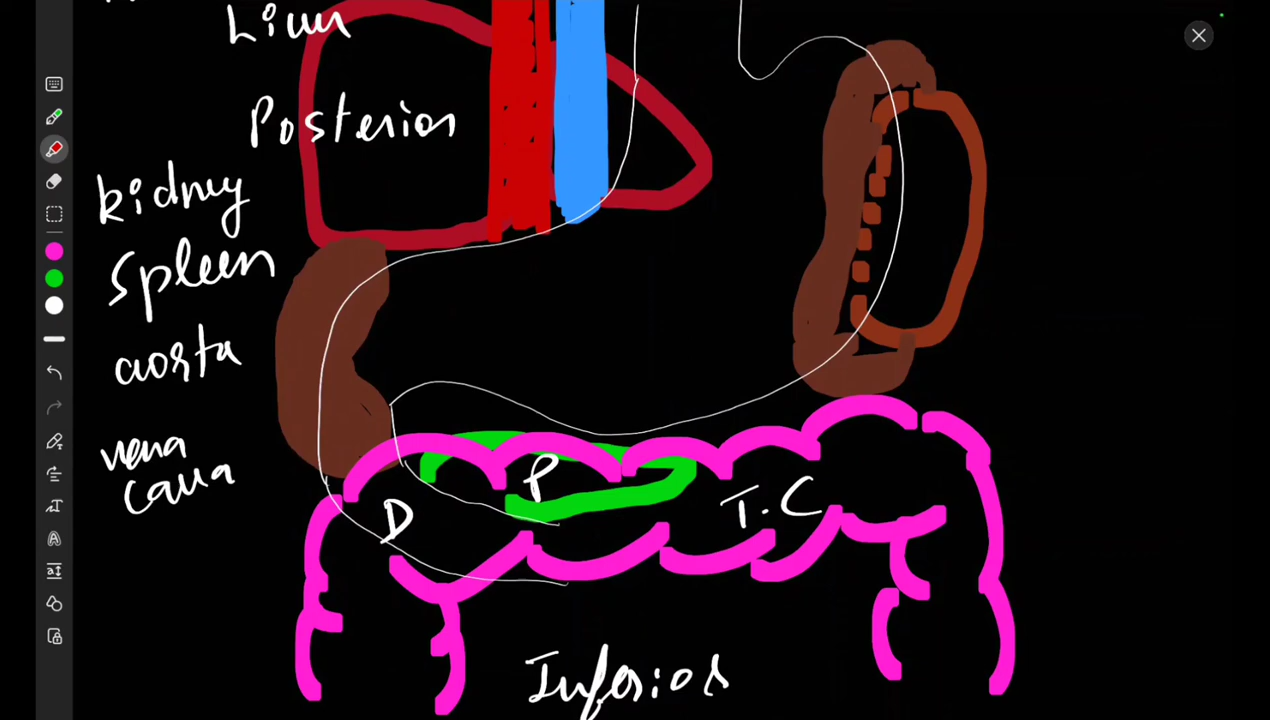 Liver
Posterior
kidney
Spleen
aorta
vena
cava
P
D
T.C
Inferior